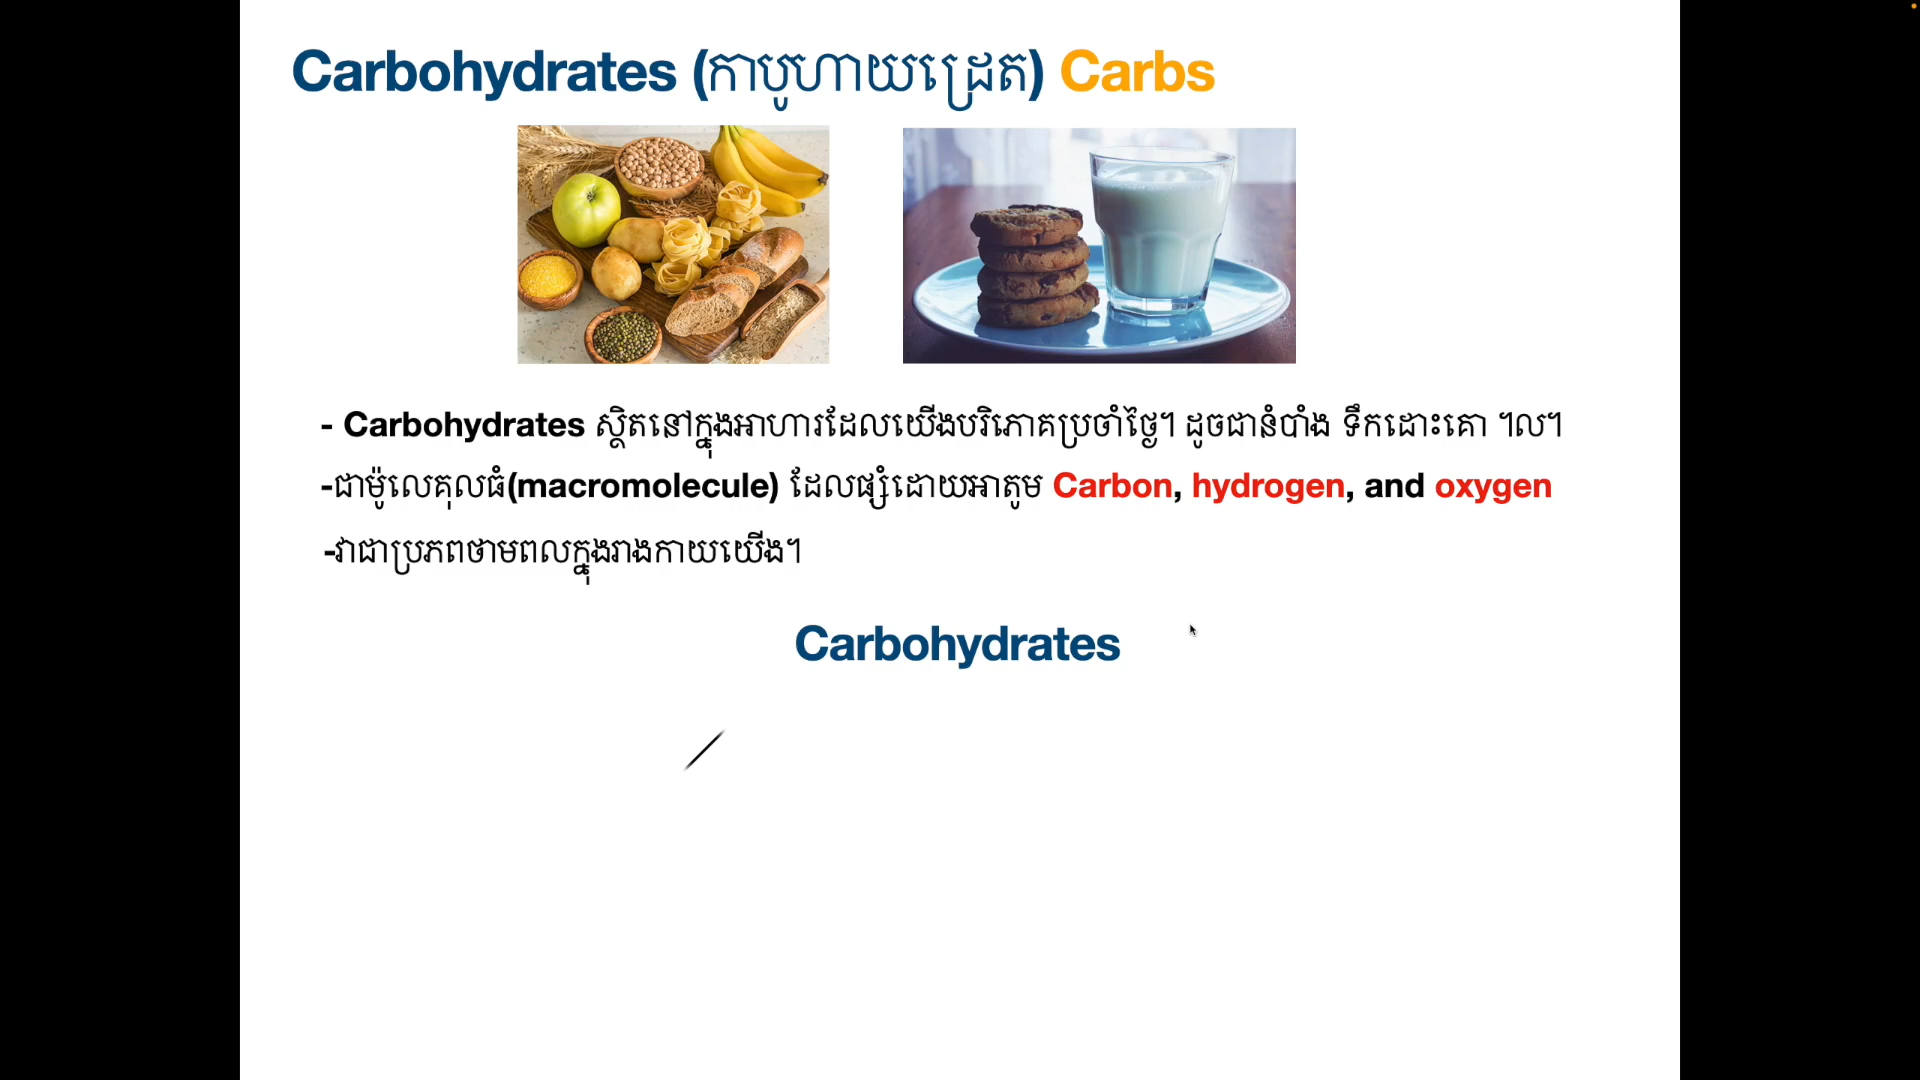 Carbohydrates (កាបូហាយដ្រេត) Carbs
- Carbohydrates ស្ថិតនៅក្នុងអាហារដែលយើងបរិភោគប្រចាំថ្ងៃ។ ដូចជានំបាំង ទឹកដោះគោ ។ល។
-ជាម៉ូលេគុលធំ(macromolecule) ដែលផ្សំដោយអាតូម Carbon, hydrogen, and oxygen
-វាជាប្រភពថាមពលក្នុងរាងកាយយើង។
Carbohydrates